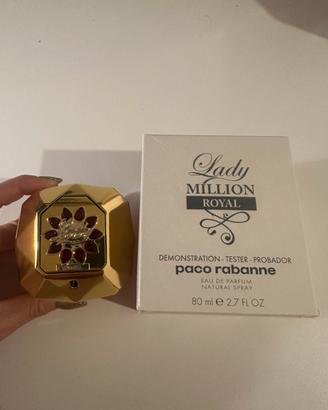 Lady
MILLION
ROYAL
DEMONSTRATION - TESTER - PROBADOR
paco rabanne
EAU DE PARFUM
NATURAL SPRAY
80 ml e 2.7 FL OZ